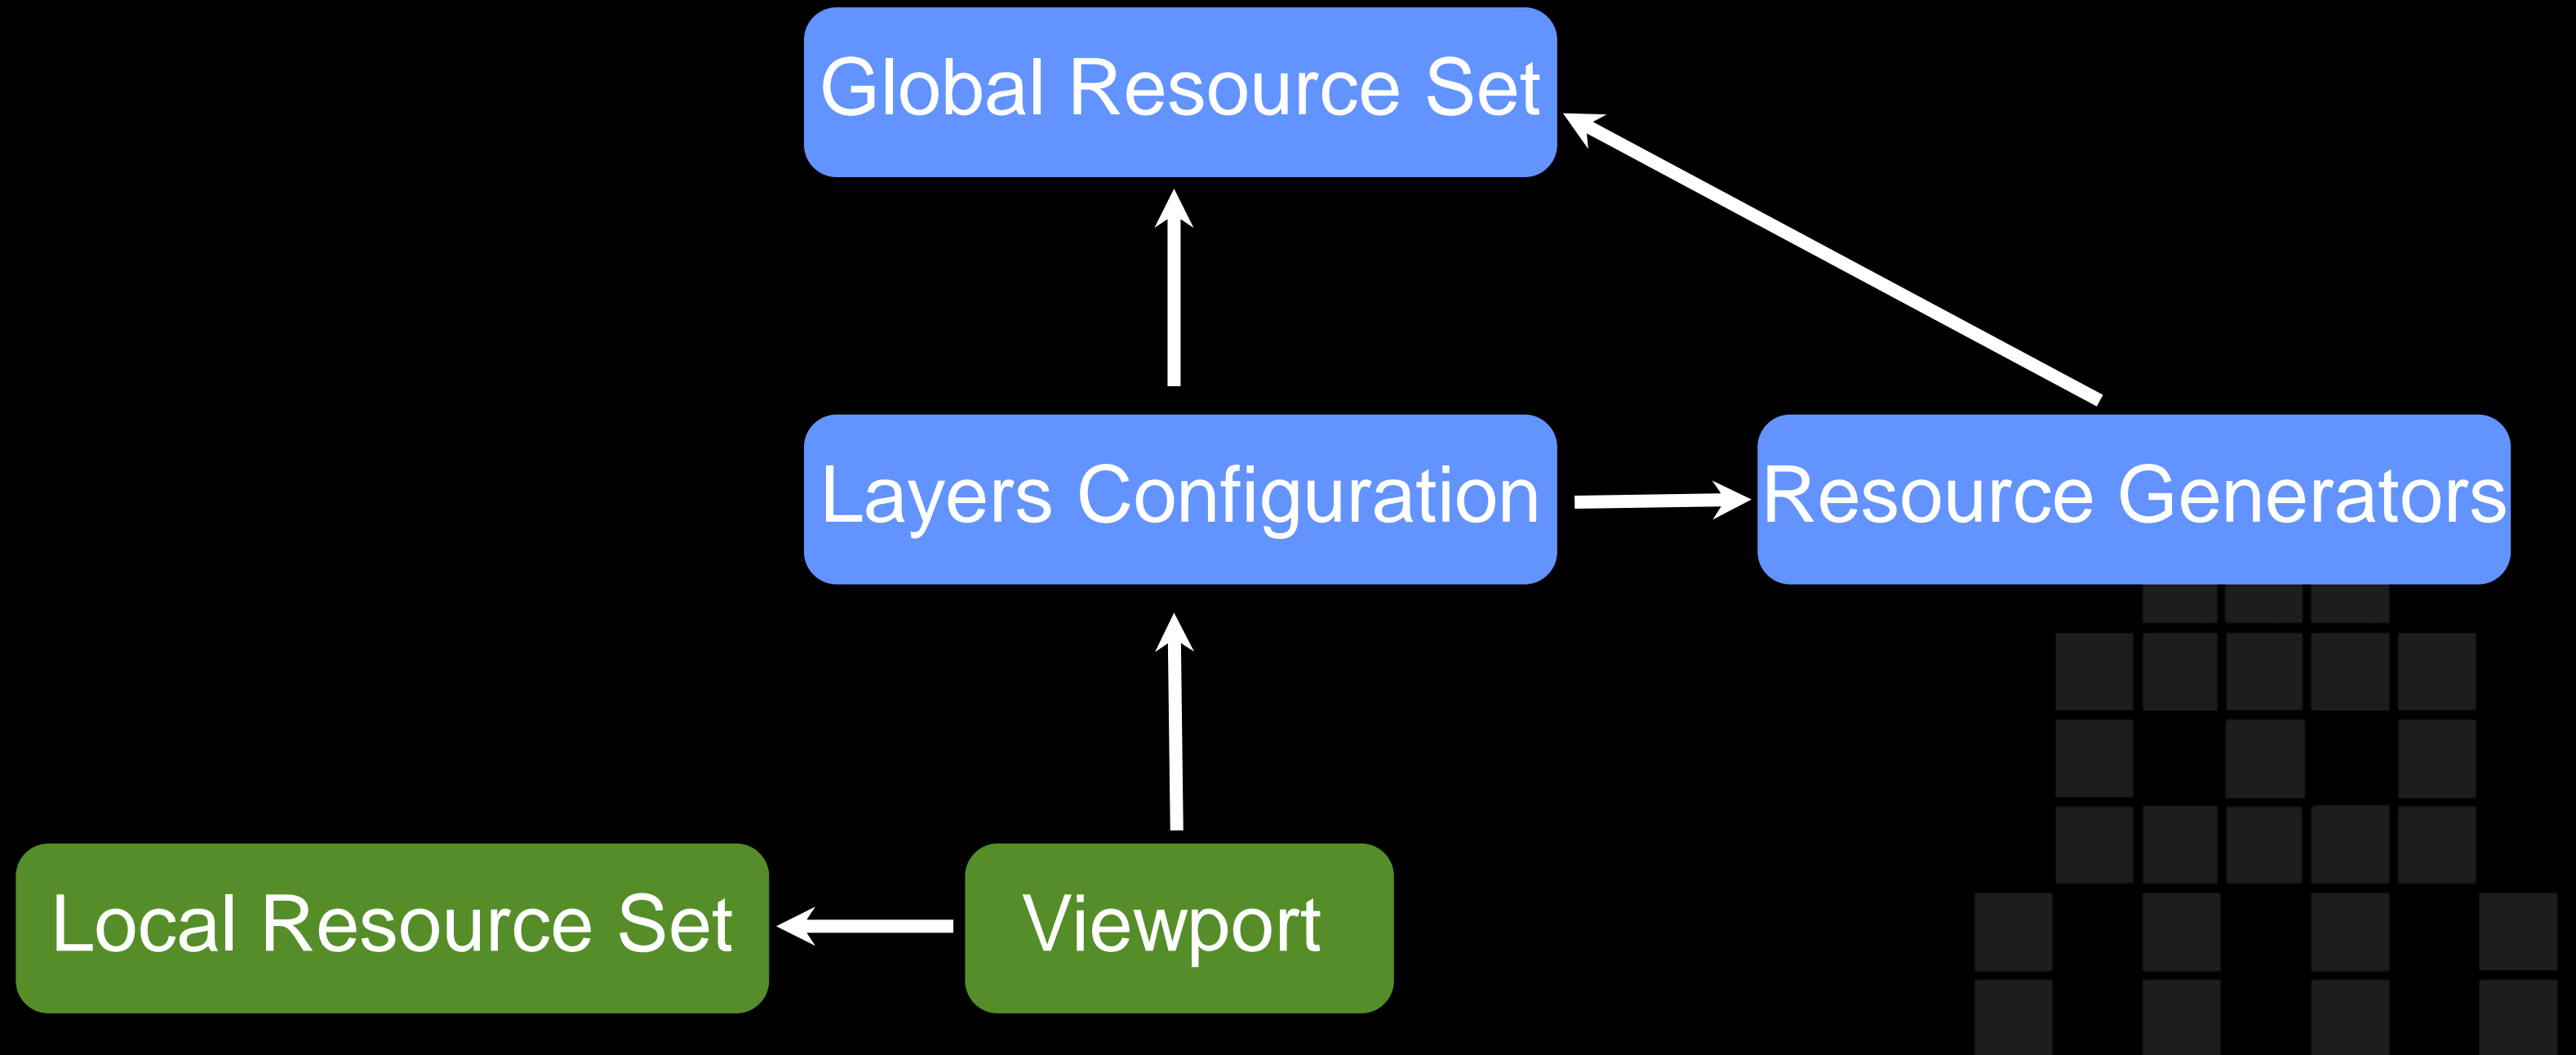 Global Resource Set
Layers Configuration
Resource Generators
Local Resource Set
Viewport